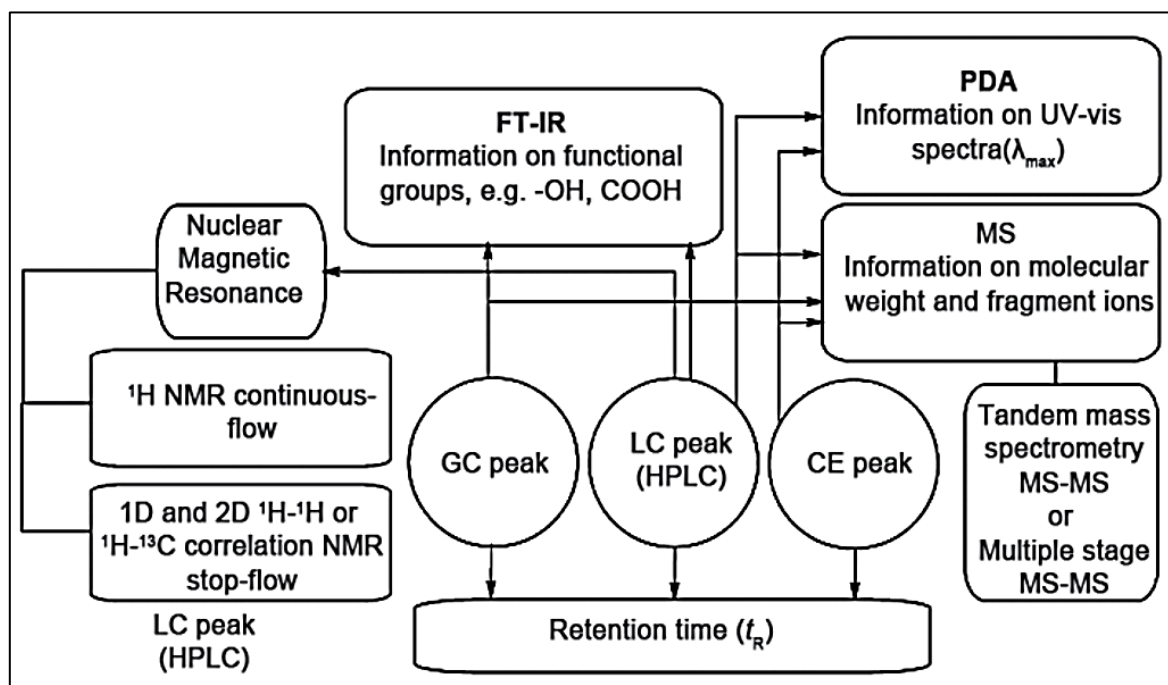 PDA
Information on UV-vis
spectra(λmax)
FT-IR
Information on functional
groups, e.g. -OH, COOH
Nuclear
Magnetic
Resonance
MS
Information on molecular
weight and fragment ions
¹H NMR continuous-
flow
GC peak
LC peak
(HPLC)
CE peak
Tandem mass
spectrometry
MS-MS
or
Multiple stage
MS-MS
1D and 2D ¹H-¹H or
¹H-¹³C correlation NMR
stop-flow
LC peak
(HPLC)
Retention time (tR)